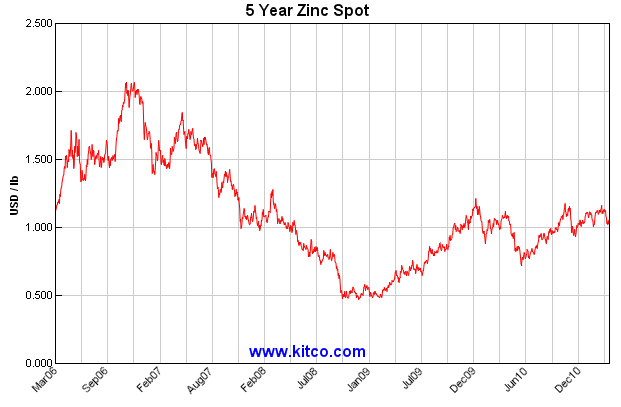 5 Year Zinc Spot
2.500
2.000
1.500
1.000
0.500
0.000
USD / lb
www.kitco.com
Mar06
Sep06
Feb07
Aug07
Feb08
Jul08
Jan09
Jul09
Dec09
Jun10
Dec10